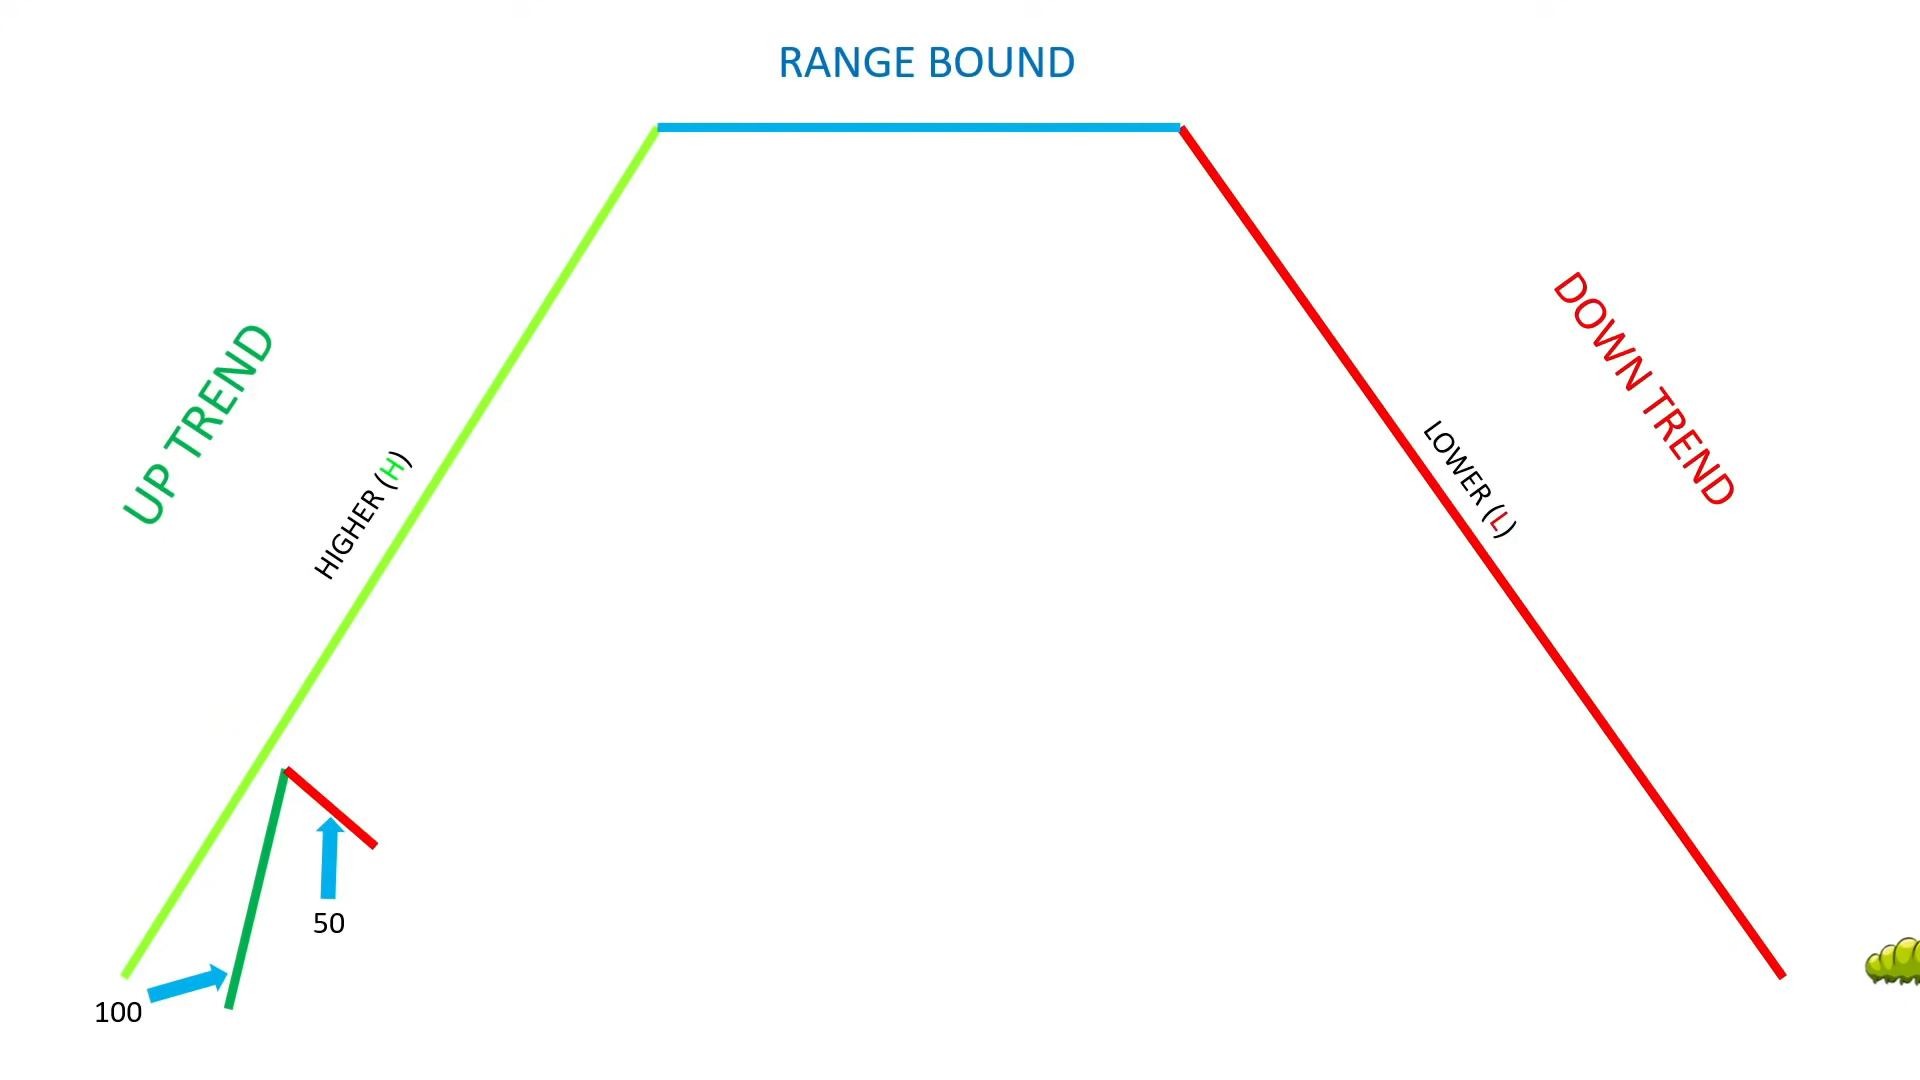 RANGE BOUND
UP TREND
HIGHER (H)
DOWN TREND
LOWER (L)
50
100